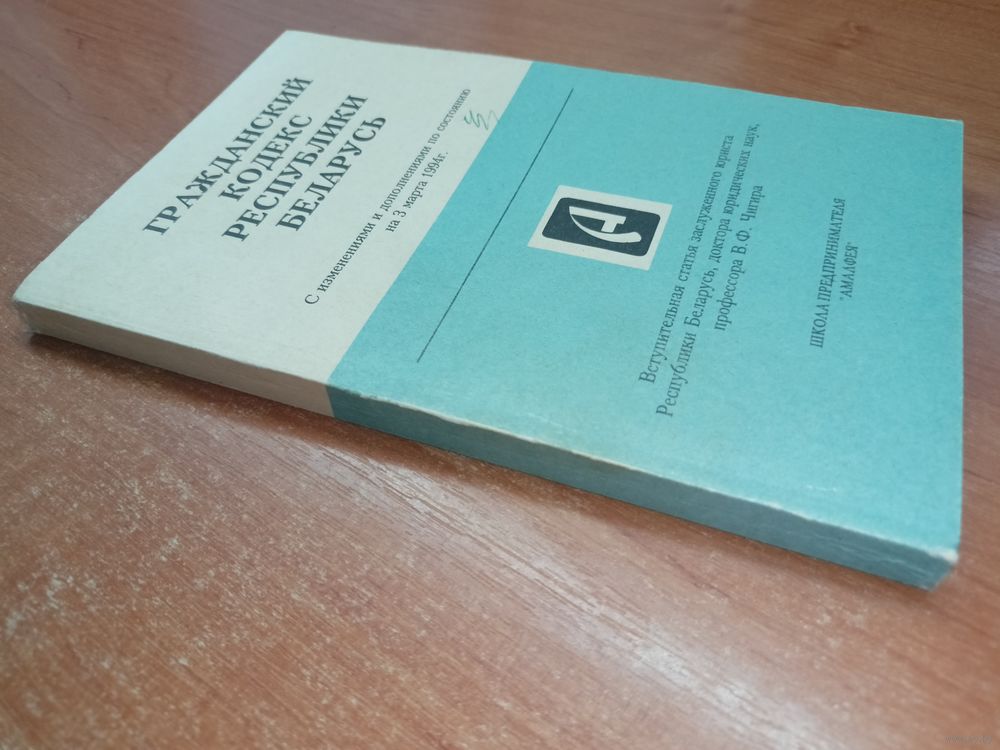 ГРАЖДАНСКИЙ
КОДЕКС
РЕСПУБЛИКИ
БЕЛАРУСЬ
С изменениями и дополнениями по состоянию
на 3 марта 1994г.
А
Вступительная статья заслуженного юриста
Республики Беларусь, доктора юридических наук,
профессора В. Ф. Чигира
ШКОЛА ПРЕДПРИНИМАТЕЛЯ
"АМАЛФЕЯ"